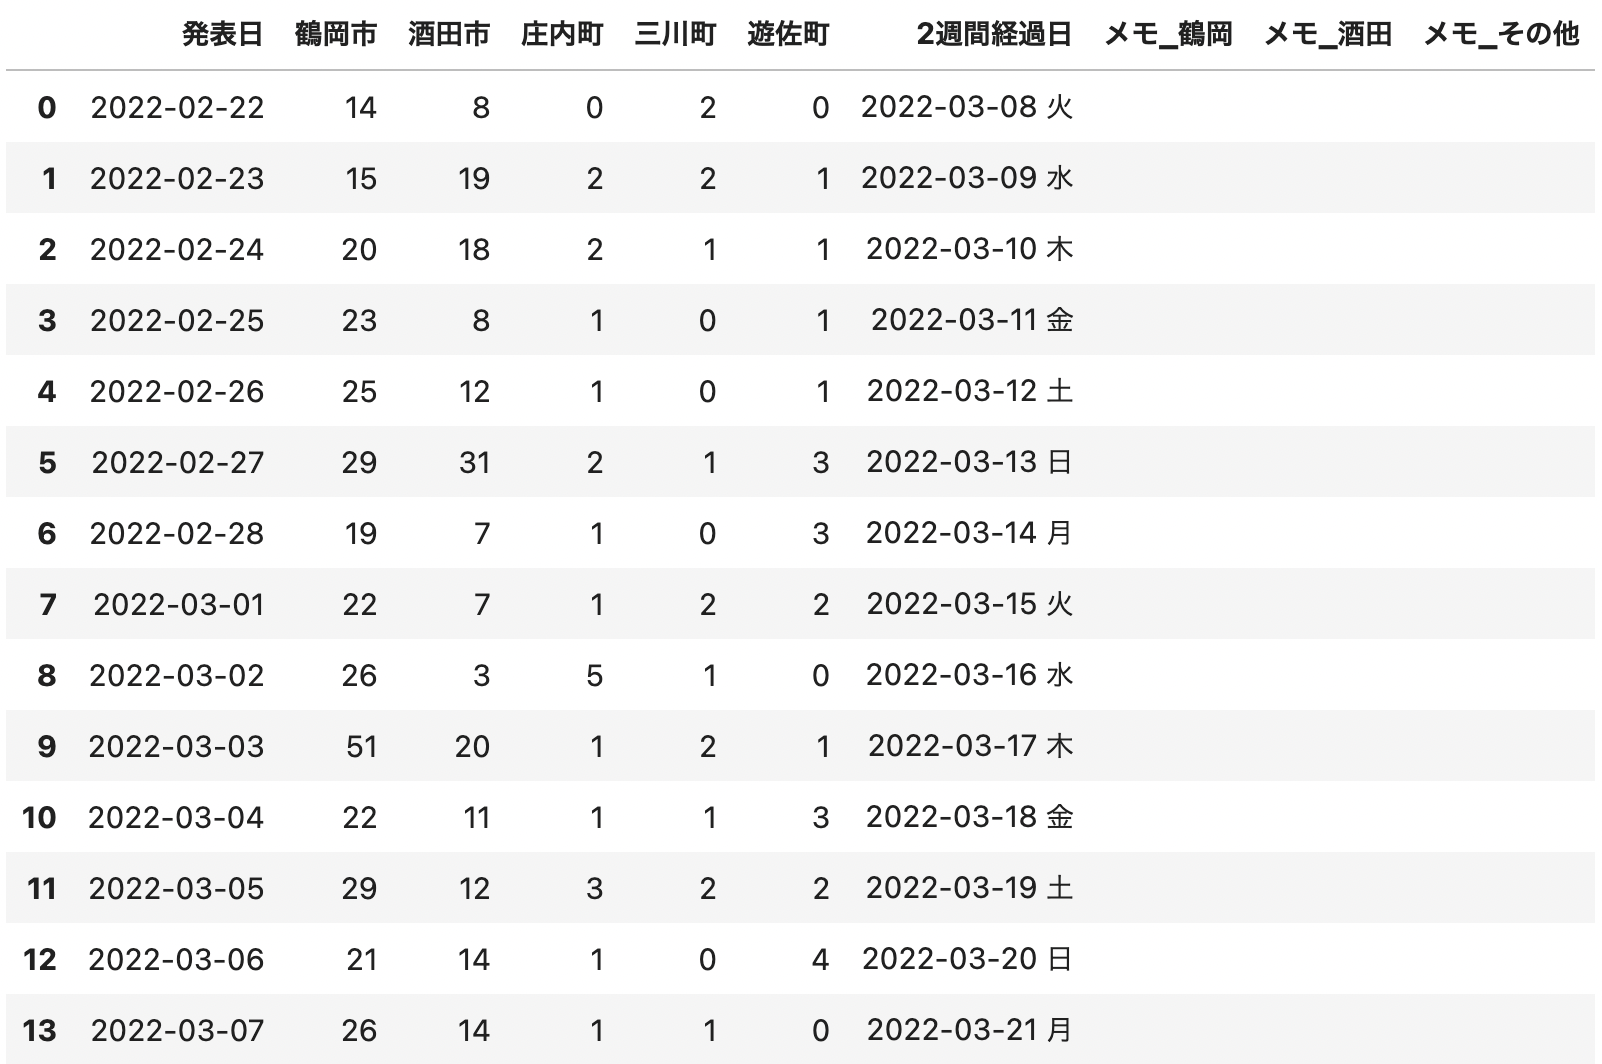 発表日 鶴岡市 酒田市 庄内町 三川町 遊佐町 2週間経過日 メモ_鶴岡 メモ_酒田 メモ_その他
0 2022-02-22 14 8 0 2 0 2022-03-08 火
1 2022-02-23 15 19 2 2 1 2022-03-09 水
2 2022-02-24 20 18 2 1 1 2022-03-10 木
3 2022-02-25 23 8 1 0 1 2022-03-11 金
4 2022-02-26 25 12 1 0 1 2022-03-12 土
5 2022-02-27 29 31 2 1 3 2022-03-13 日
6 2022-02-28 19 7 1 0 3 2022-03-14 月
7 2022-03-01 22 7 1 2 2 2022-03-15 火
8 2022-03-02 26 3 5 1 0 2022-03-16 水
9 2022-03-03 51 20 1 2 1 2022-03-17 木
10 2022-03-04 22 11 1 1 3 2022-03-18 金
11 2022-03-05 29 12 3 2 2 2022-03-19 土
12 2022-03-06 21 14 1 0 4 2022-03-20 日
13 2022-03-07 26 14 1 1 0 2022-03-21 月